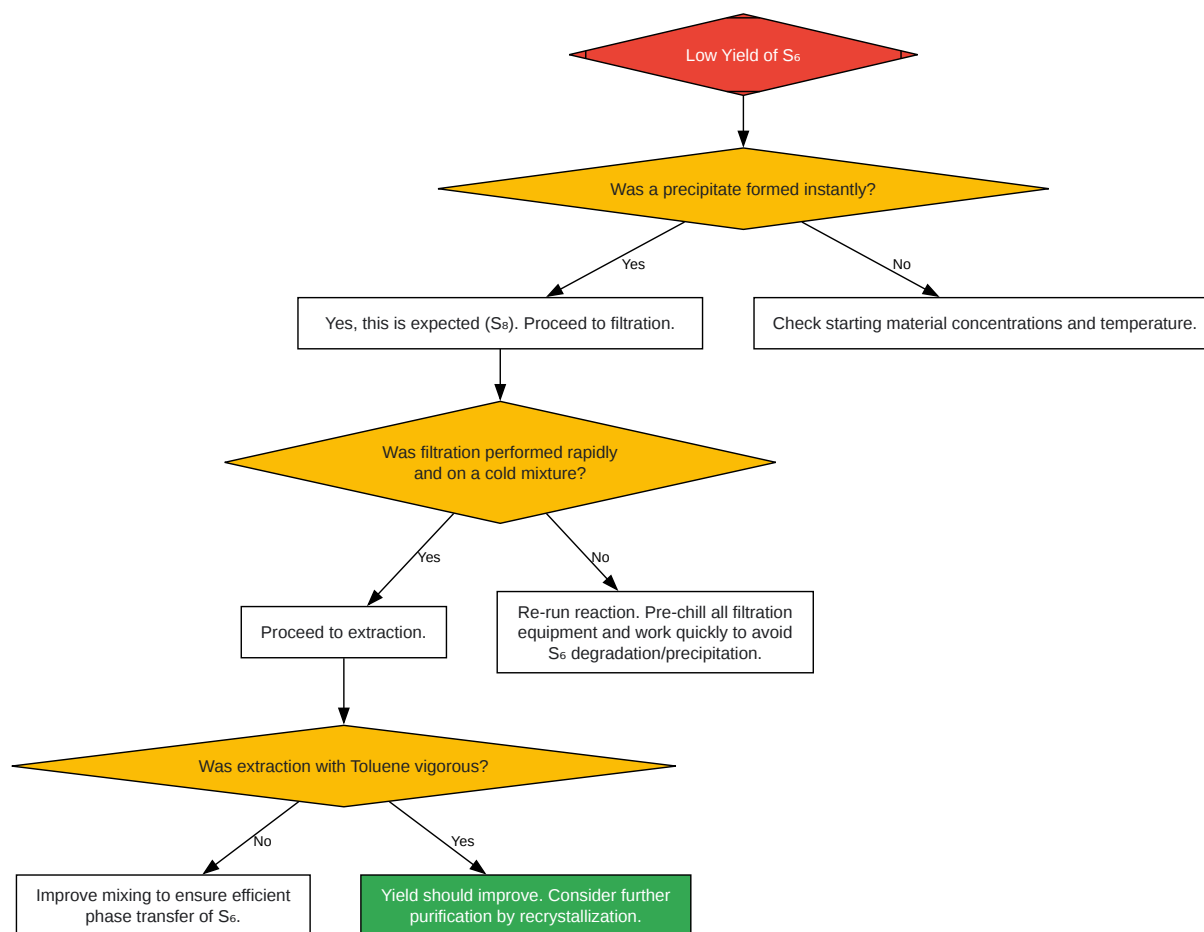 Low Yield of S₆
Was a precipitate formed instantly?
Yes
No
Yes, this is expected (S₈). Proceed to filtration.
Check starting material concentrations and temperature.
Was filtration performed rapidly
and on a cold mixture?
Yes
No
Proceed to extraction.
Re-run reaction. Pre-chill all filtration
equipment and work quickly to avoid
S₆ degradation/precipitation.
Was extraction with Toluene vigorous?
No
Yes
Improve mixing to ensure efficient
phase transfer of S₆.
Yield should improve. Consider further
purification by recrystallization.